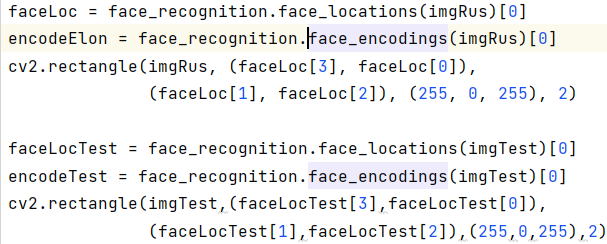 faceLoc = face_recognition.face_locations(imgRus)[0]
encodeElon = face_recognition.face_encodings(imgRus)[0]
cv2.rectangle(imgRus, (faceLoc[3], faceLoc[0]),
(faceLoc[1], faceLoc[2]), (255, 0, 255), 2)
faceLocTest = face_recognition.face_locations(imgTest)[0]
encodeTest = face_recognition.face_encodings(imgTest)[0]
cv2.rectangle(imgTest,(faceLocTest[3],faceLocTest[0]),
(faceLocTest[1],faceLocTest[2]),(255,0,255),2)